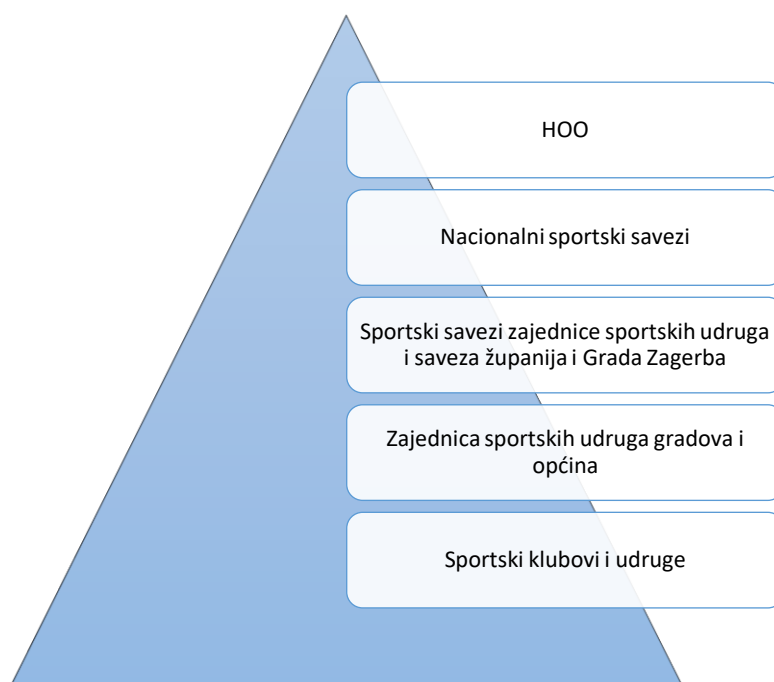 HOO
Nacionalni sportski savezi
Sportski savezi zajednice sportskih udruga
i saveza županija i Grada Zagerba
Zajednica sportskih udruga gradova i
općina
Sportski klubovi i udruge